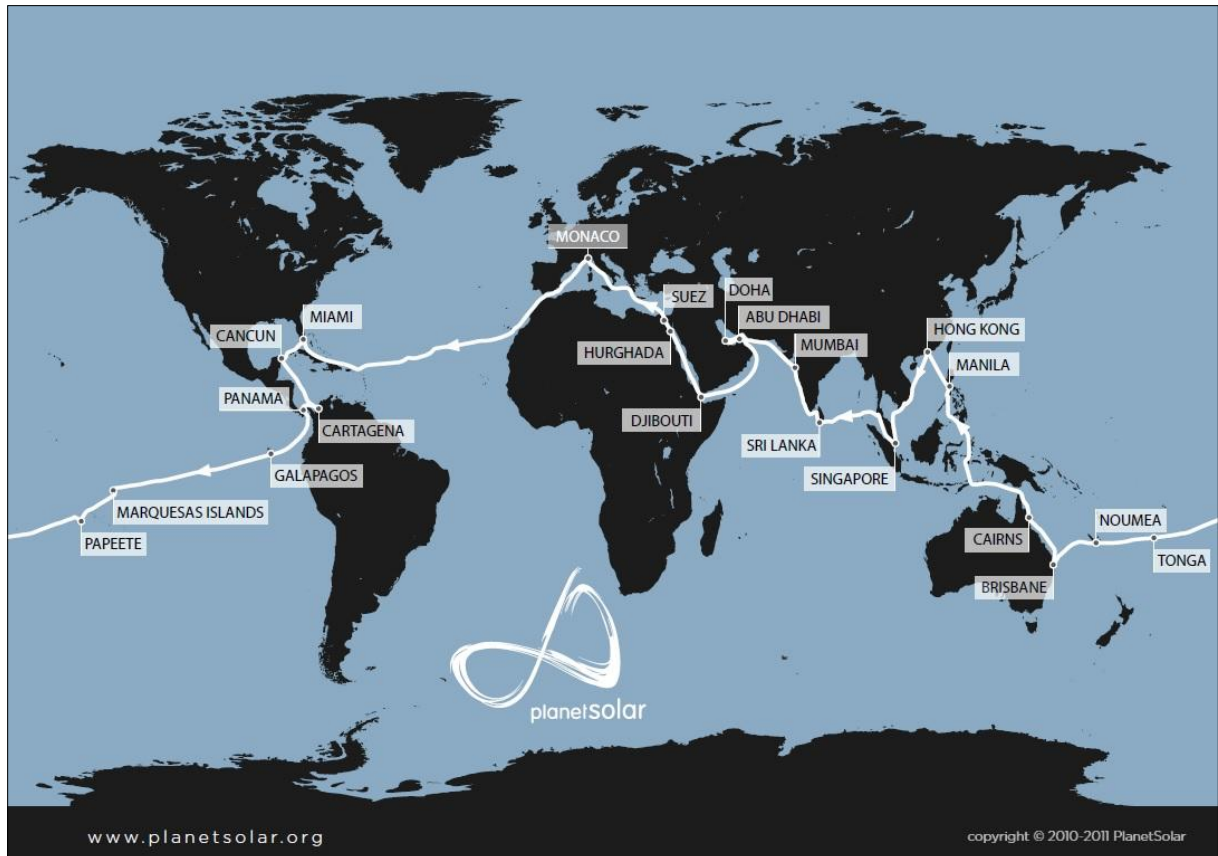 MONACO
SUEZ
DOHA
ABU DHABI
MIAMI
CANCUN
HURGHADA
MUMBAI
HONG KONG
MANILA
PANAMA
CARTAGENA
DJIBOUTI
SRI LANKA
SINGAPORE
GALAPAGOS
MARQUESAS ISLANDS
PAPEETE
CAIRNS
NOUMEA
TONGA
BRISBANE
planetsolar
www.planetsolar.org
copyright © 2010-2011 PlanetSolar